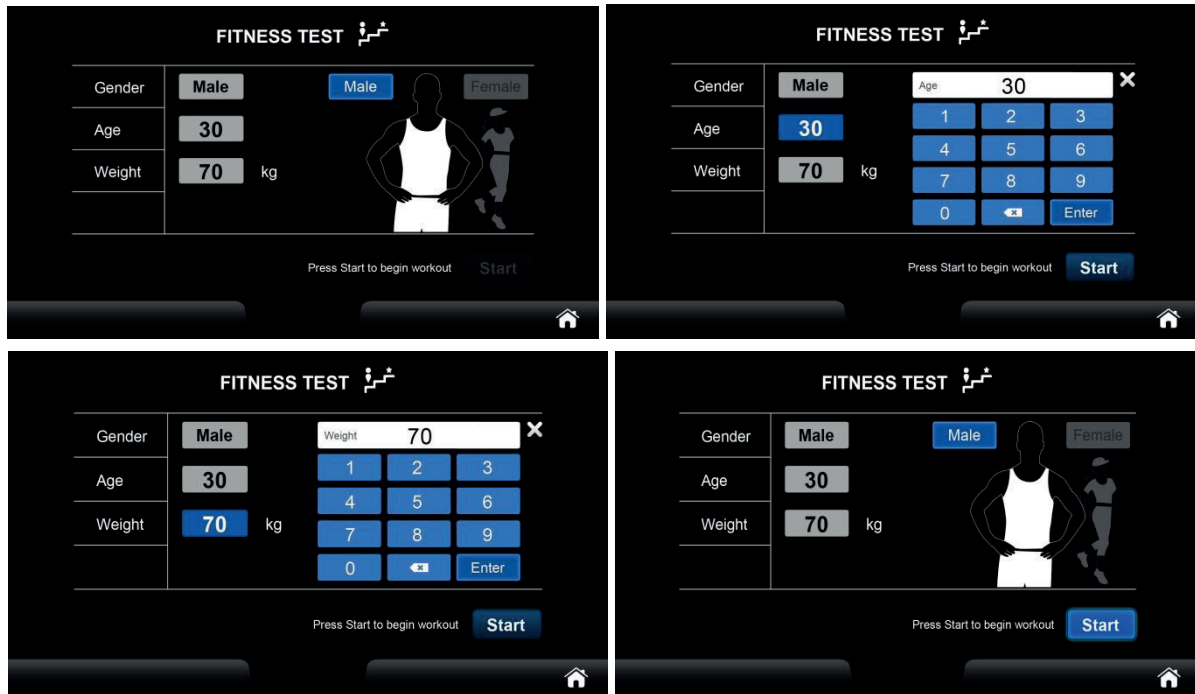 FITNESS TEST
Gender Male Male Female
Age 30
Weight 70 kg
Press Start to begin workout Start
FITNESS TEST
Gender Male Age 30
1 2 3
Age 30
4 5 6
Weight 70 kg
7 8 9
0 Enter
Press Start to begin workout Start
FITNESS TEST
Gender Male Weight 70
1 2 3
Age 30
4 5 6
Weight 70 kg
7 8 9
0 Enter
Press Start to begin workout Start
FITNESS TEST
Gender Male Male Female
Age 30
Weight 70 kg
Press Start to begin workout Start